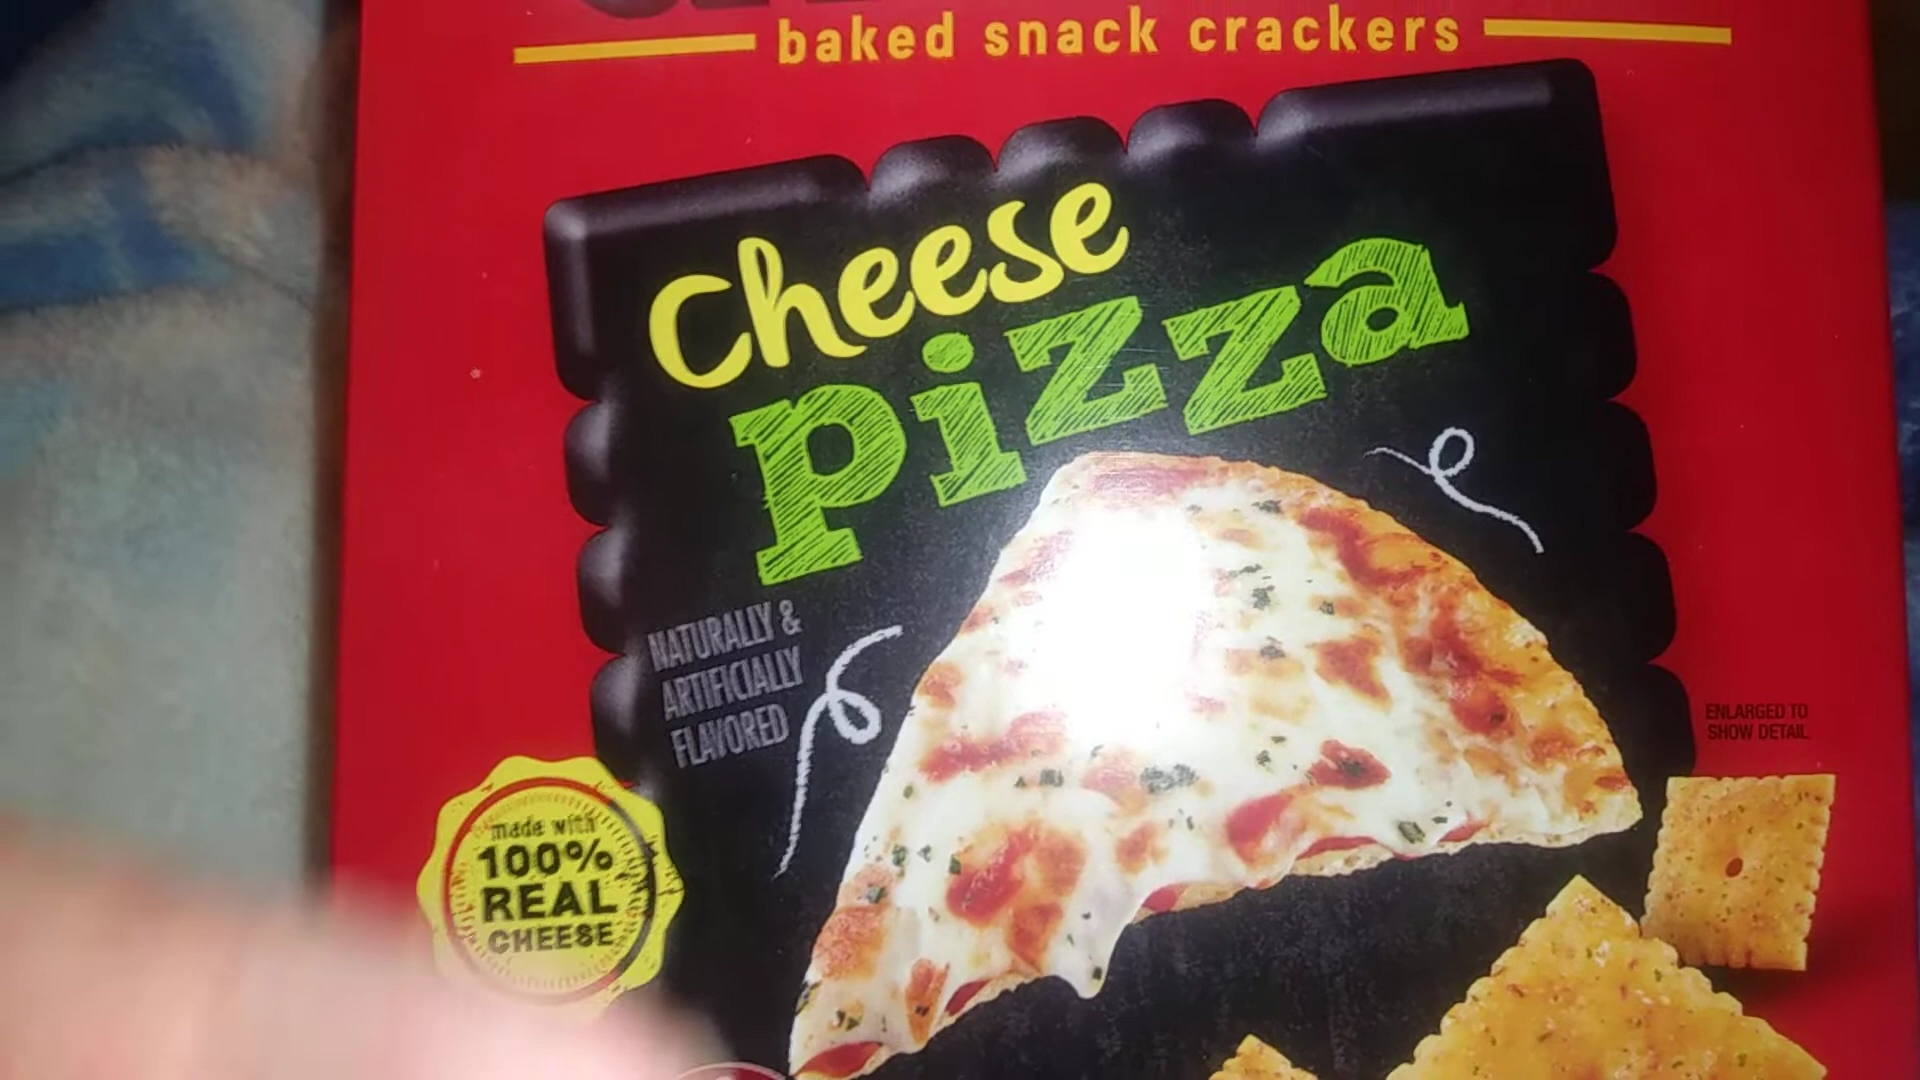 baked snack crackers
Cheese
pizza
NATURALLY &
ARTIFICIALLY
FLAVORED
ENLARGED TO
SHOW DETAIL
made with
100%
REAL
CHEESE